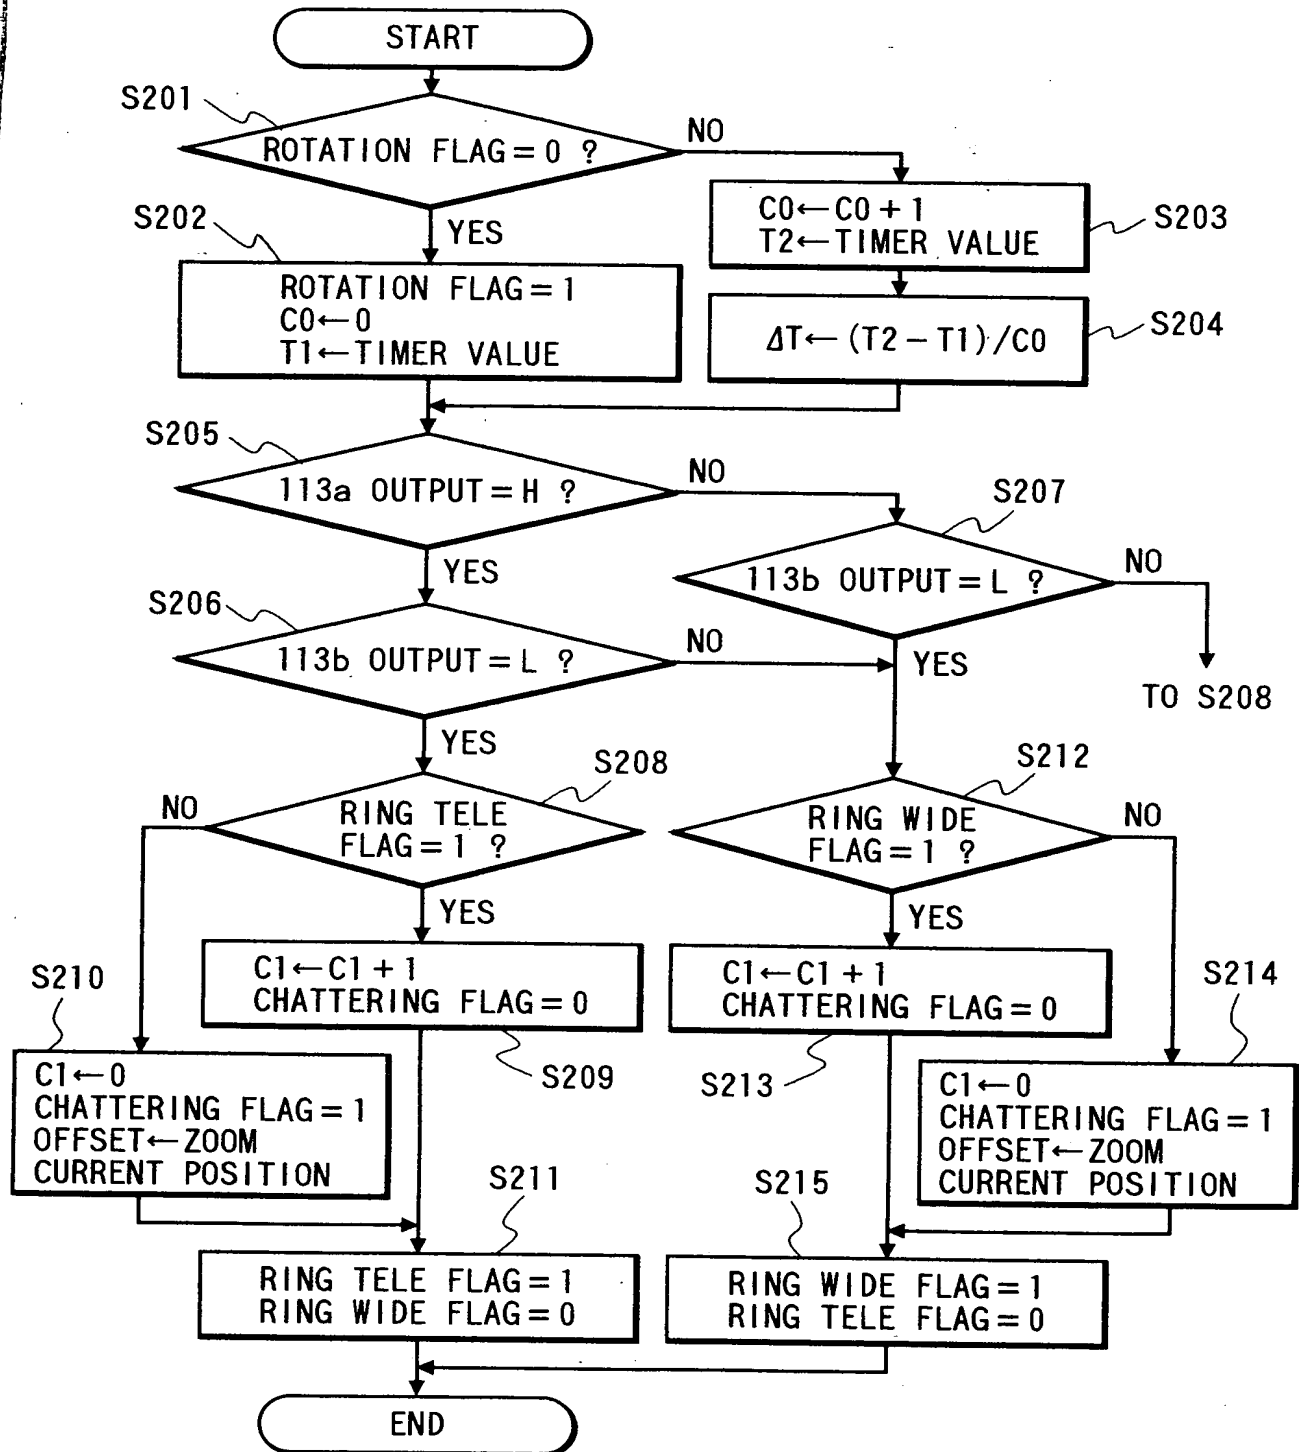 START
S201
ROTATION FLAG=0 ?
NO
YES
S202
ROTATION FLAG=1
C0←0
T1←TIMER VALUE
C0←C0+1
T2←TIMER VALUE
S203
ΔT←(T2-T1)/C0
S204
S205
113a OUTPUT=H ?
NO
YES
S207
113b OUTPUT=L ?
NO
YES
TO S208
S206
113b OUTPUT=L ?
NO
YES
S208
RING TELE
FLAG=1 ?
NO
YES
S212
RING WIDE
FLAG=1 ?
NO
YES
C1←C1+1
CHATTERING FLAG=0
S209
C1←C1+1
CHATTERING FLAG=0
S213
S210
C1←0
CHATTERING FLAG=1
OFFSET←ZOOM
CURRENT POSITION
S214
C1←0
CHATTERING FLAG=1
OFFSET←ZOOM
CURRENT POSITION
S211
RING TELE FLAG=1
RING WIDE FLAG=0
S215
RING WIDE FLAG=1
RING TELE FLAG=0
END